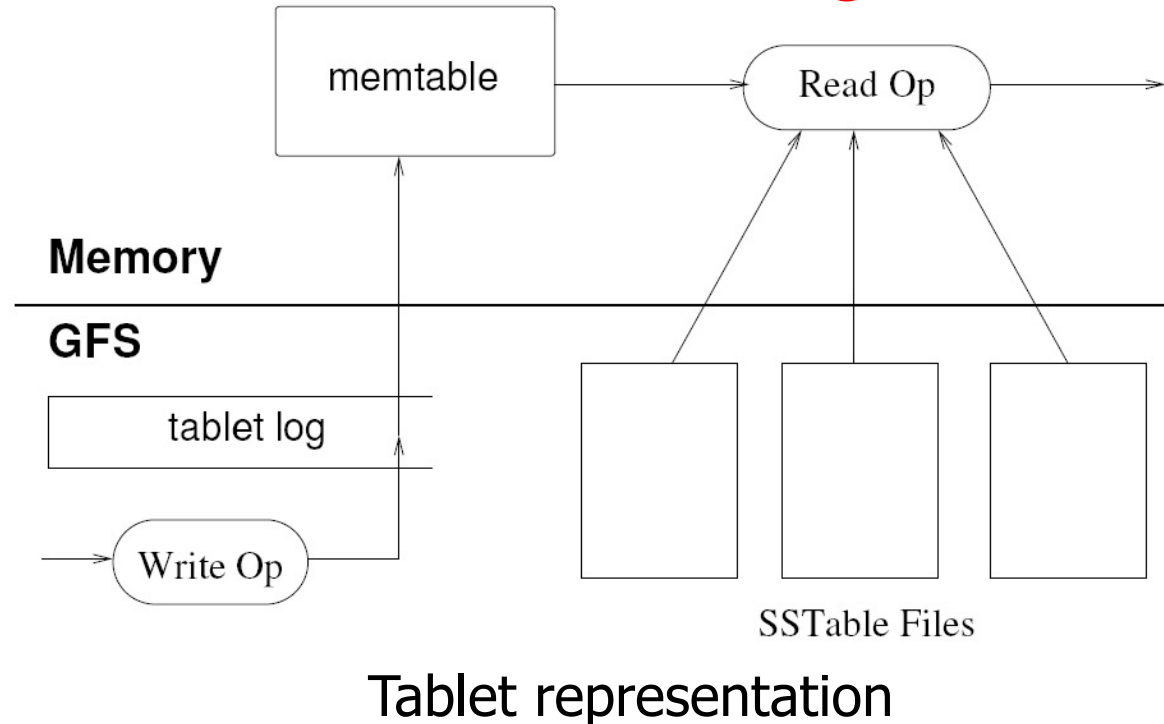 memtable
Read Op
Memory
GFS
tablet log
Write Op
SSTable Files
Tablet representation